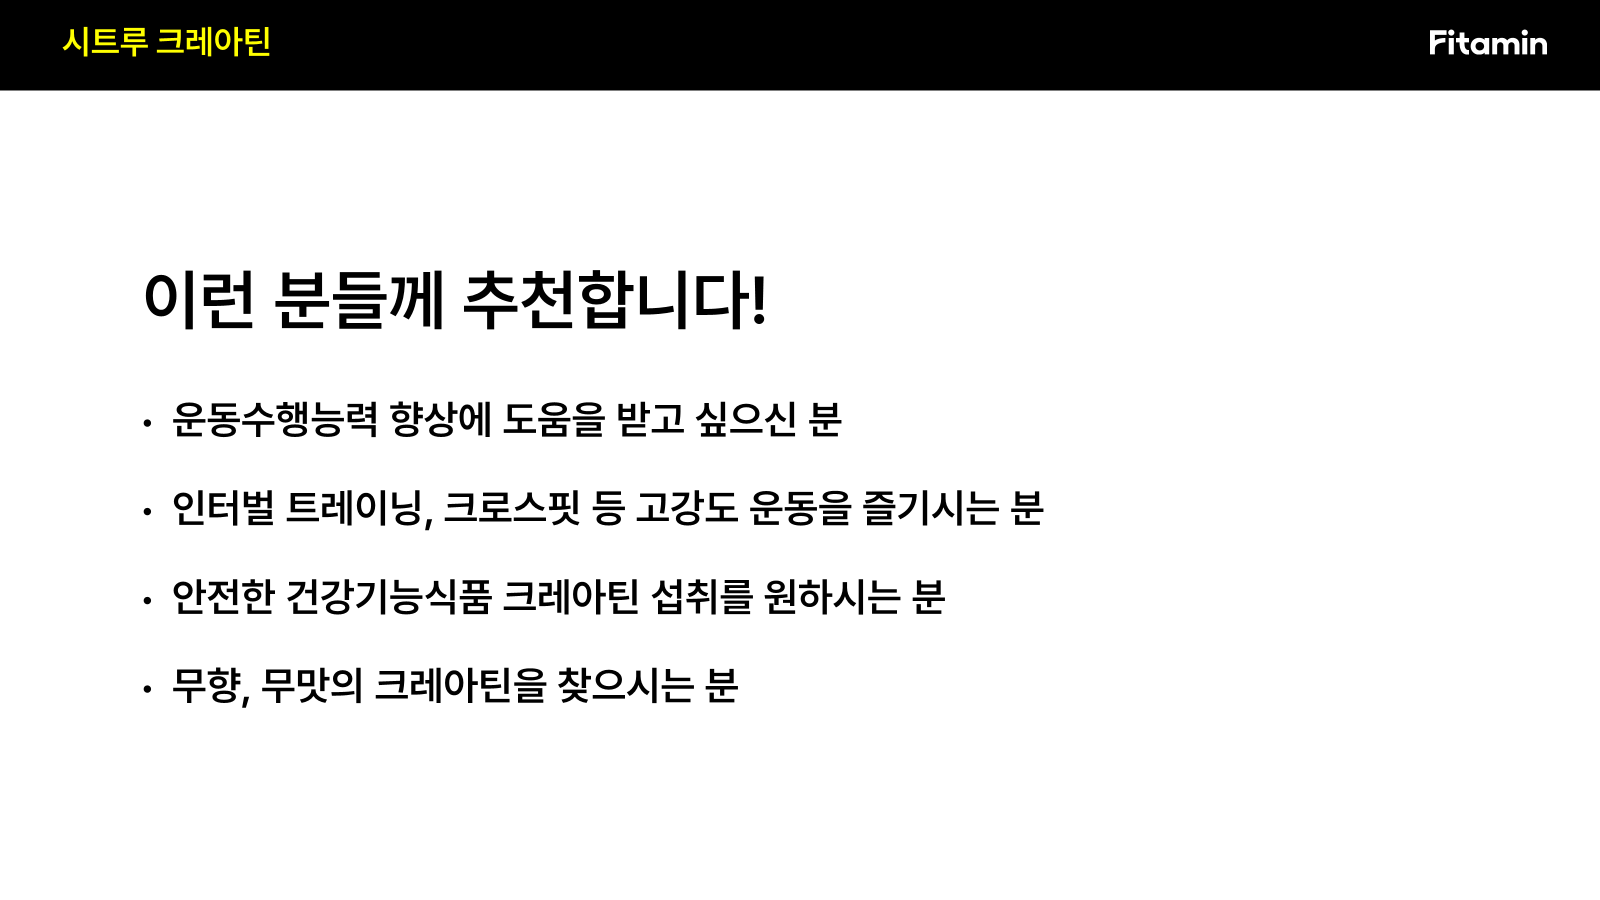 시트루 크레아틴
Fitamin
이런 분들께 추천합니다!
• 운동수행능력 향상에 도움을 받고 싶으신 분
• 인터벌 트레이닝, 크로스핏 등 고강도 운동을 즐기시는 분
• 안전한 건강기능식품 크레아틴 섭취를 원하시는 분
• 무향, 무맛의 크레아틴을 찾으시는 분